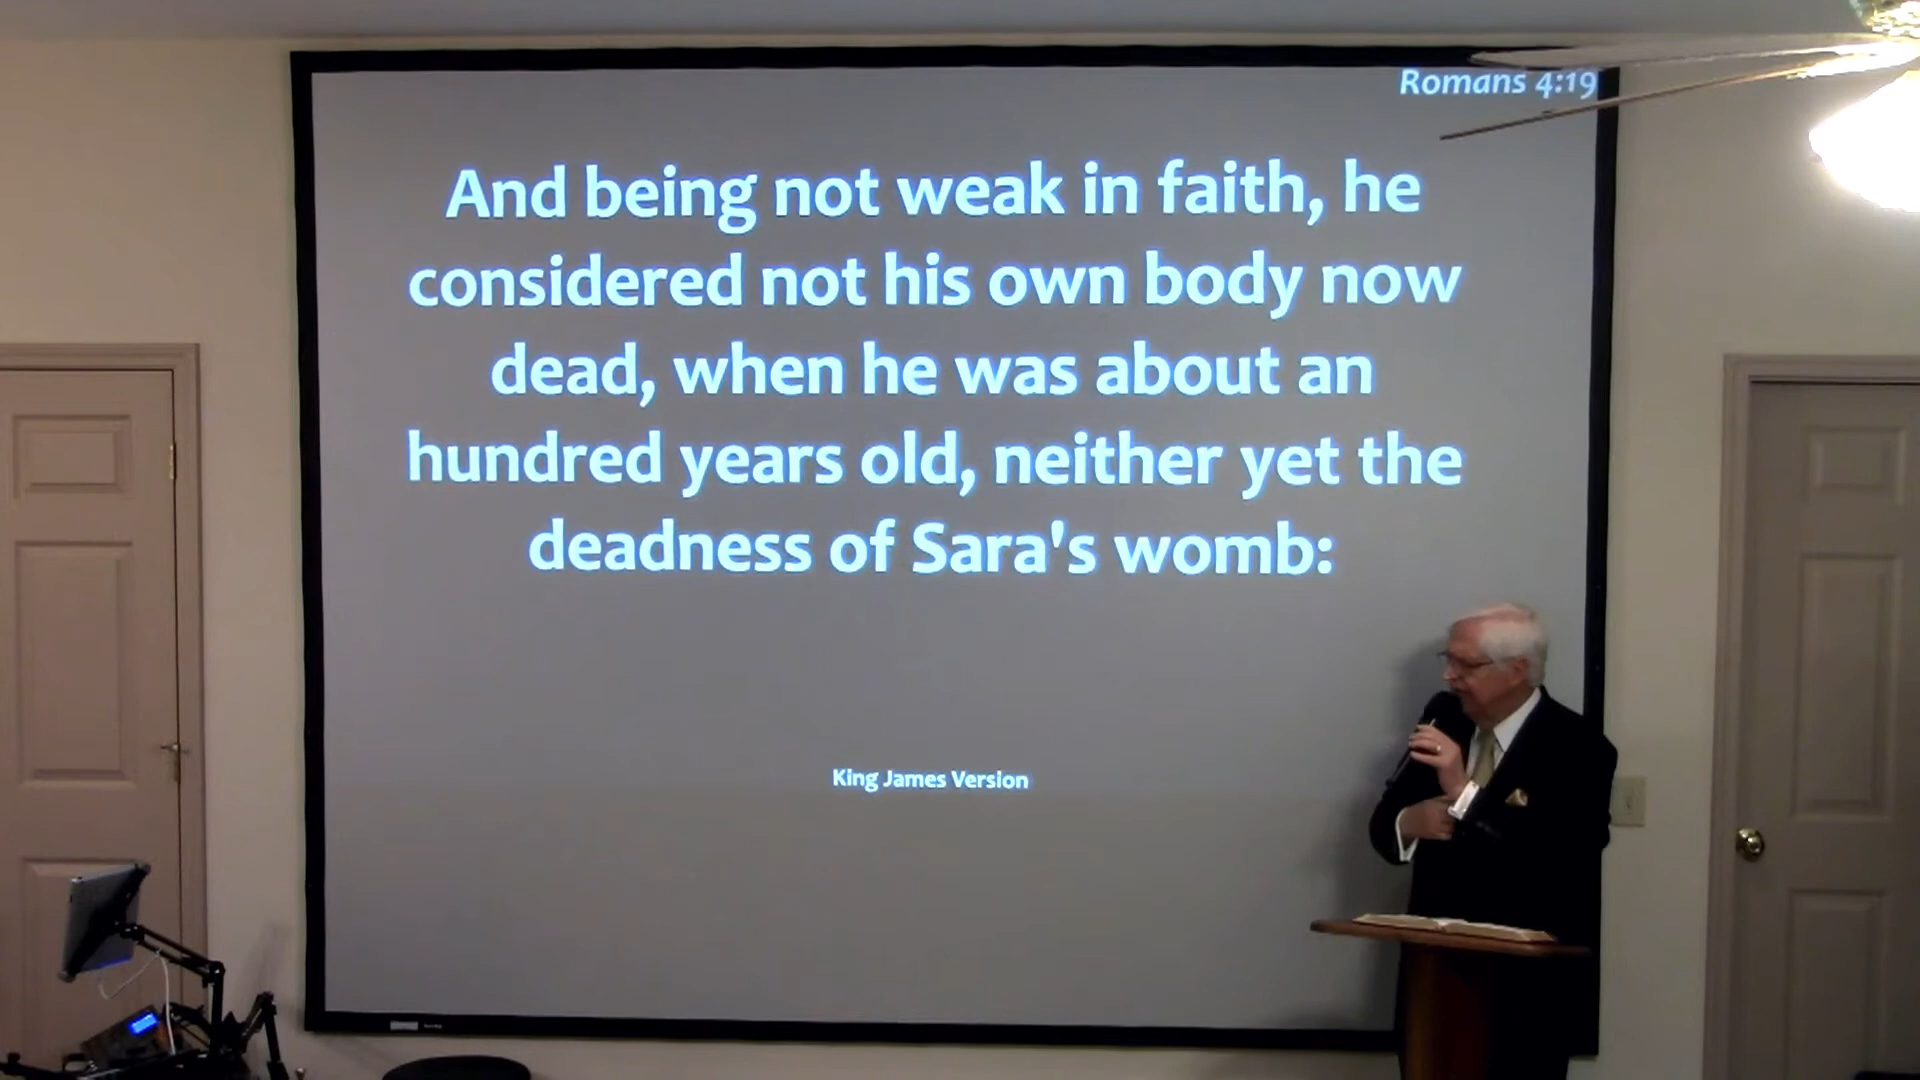 Romans 4:19
And being not weak in faith, he
considered not his own body now
dead, when he was about an
hundred years old, neither yet the
deadness of Sara's womb:
King James Version